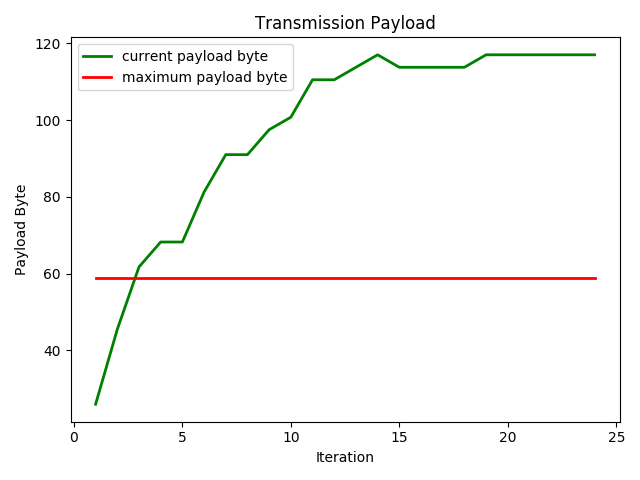 Transmission Payload
current payload byte
maximum payload byte
120
100
80
60
40
Payload Byte
0 5 10 15 20 25
Iteration